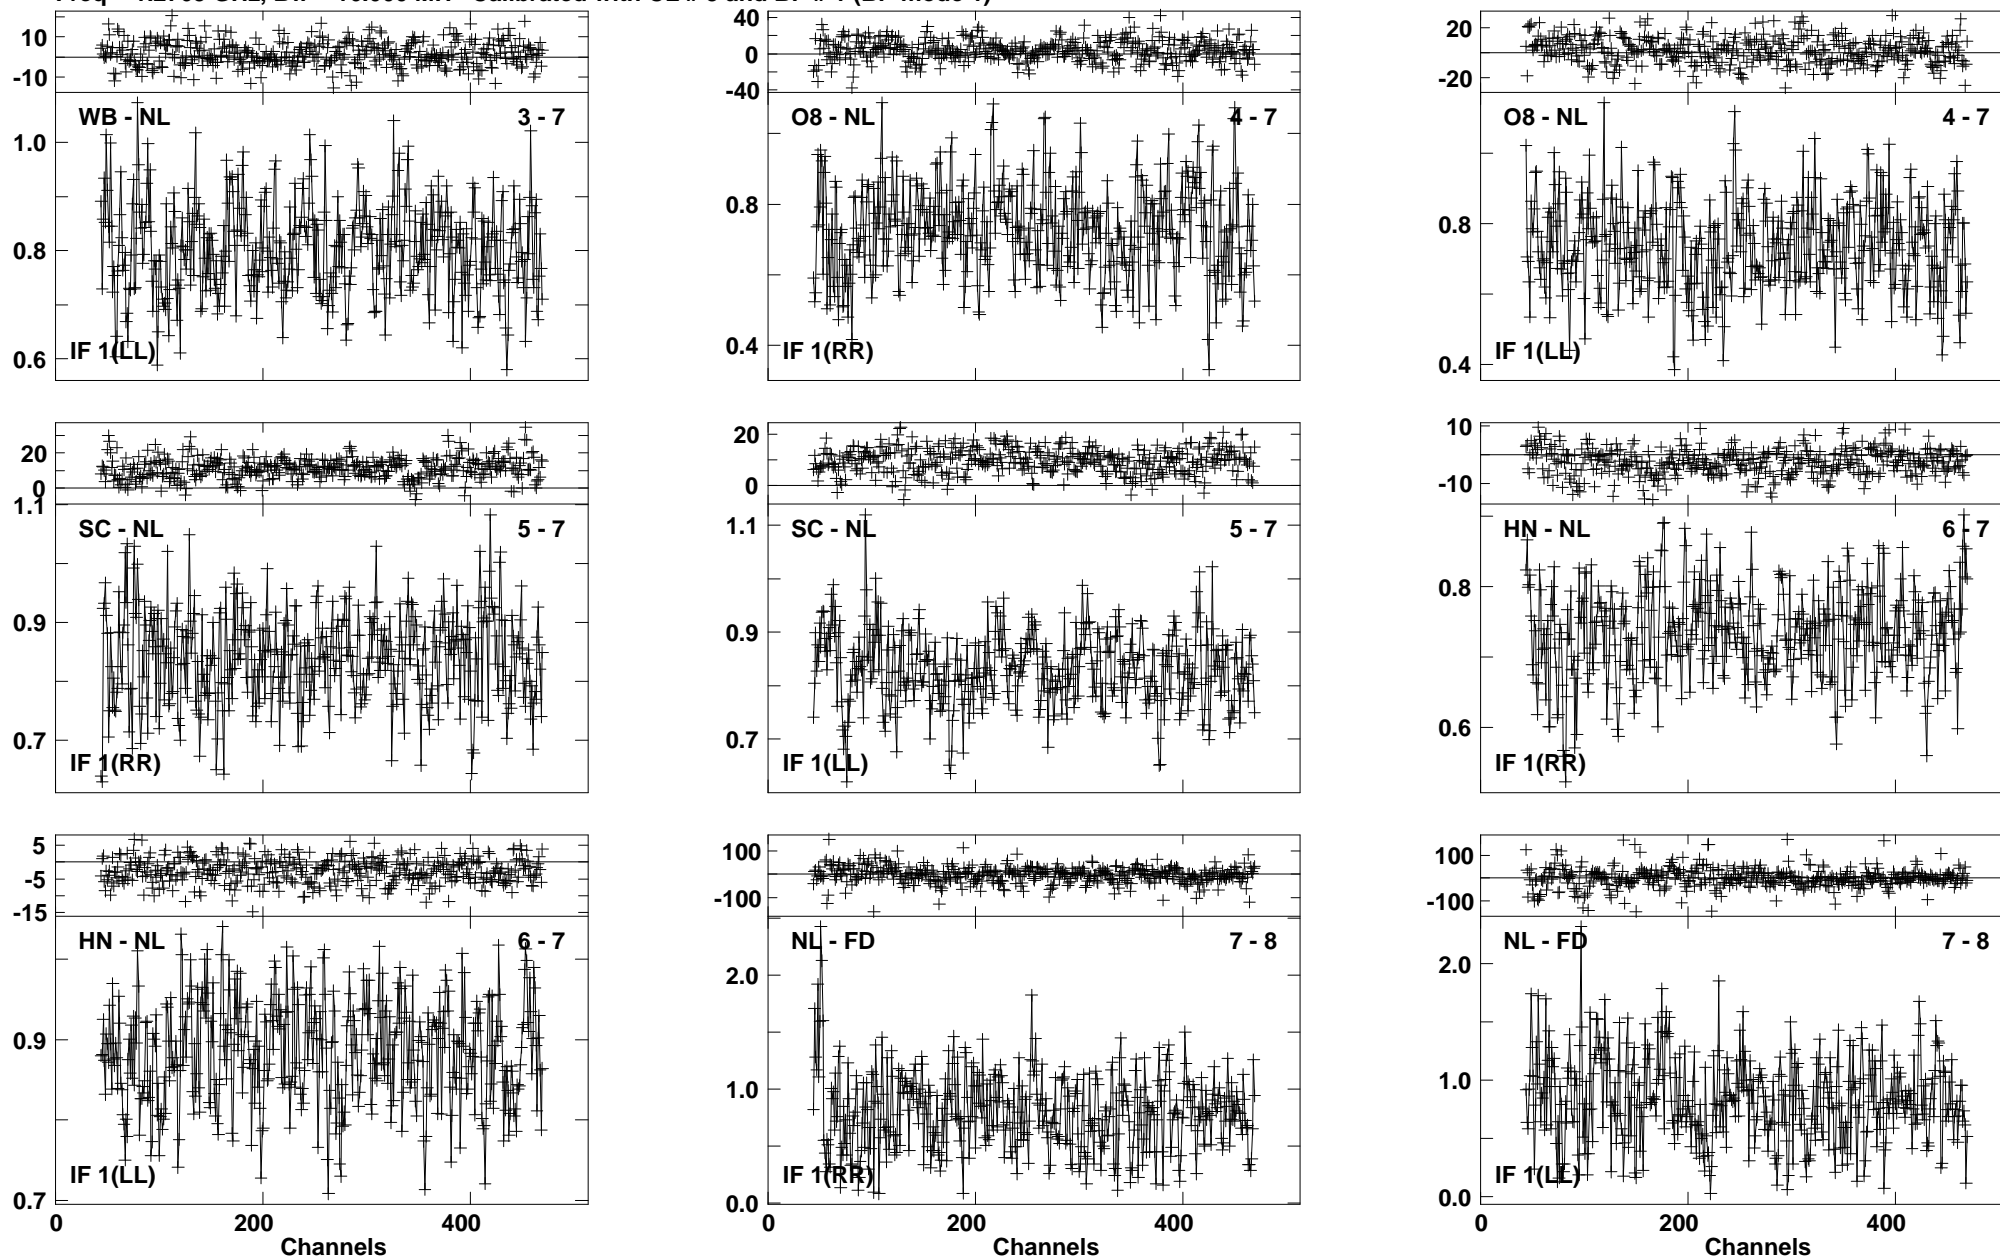 10
-10
WB - NL 3 - 7
1.0
0.8
0.6
IF 1(LL)
40
0
-40
O8 - NL 4 - 7
0.8
0.4
IF 1(RR)
20
-20
O8 - NL 4 - 7
0.8
0.4
IF 1(LL)
20
0
1.1
SC - NL 5 - 7
0.9
0.7
IF 1(RR)
20
0
SC - NL 5 - 7
1.1
0.9
0.7
IF 1(LL)
10
-10
HN - NL 6 - 7
0.8
0.6
IF 1(RR)
5
-5
-15
HN - NL 6 - 7
0.9
0.7
IF 1(LL)
0 200 400
Channels
100
-100
NL - FD 7 - 8
2.0
1.0
0.0
IF 1(RR)
0 200 400
Channels
100
-100
NL - FD 7 - 8
2.0
1.0
0.0
IF 1(LL)
0 200 400
Channels